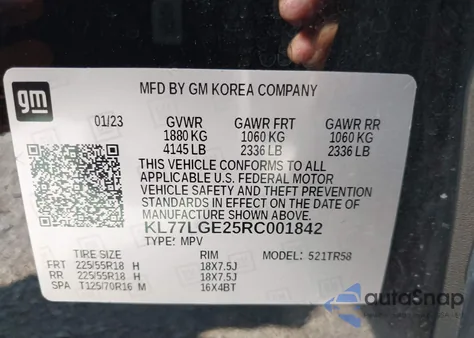 gm
MFD BY GM KOREA COMPANY
01/23 GVWR GAWR FRT GAWR RR
1880 KG 1060 KG 1060 KG
4145 LB 2336 LB 2336 LB
THIS VEHICLE CONFORMS TO ALL
APPLICABLE U.S. FEDERAL MOTOR
VEHICLE SAFETY AND THEFT PREVENTION
STANDARDS IN EFFECT ON THE DATE OF
MANUFACTURE SHOWN ABOVE.
KL77LGE25RC001842
TYPE: MPV
TIRE SIZE RIM MODEL: 521TR58
FRT 225/55R18 H 18X7.5J
RR 225/55R18 H 18X7.5J
SPA T125/70R16 M 16X4BT
autoSnap